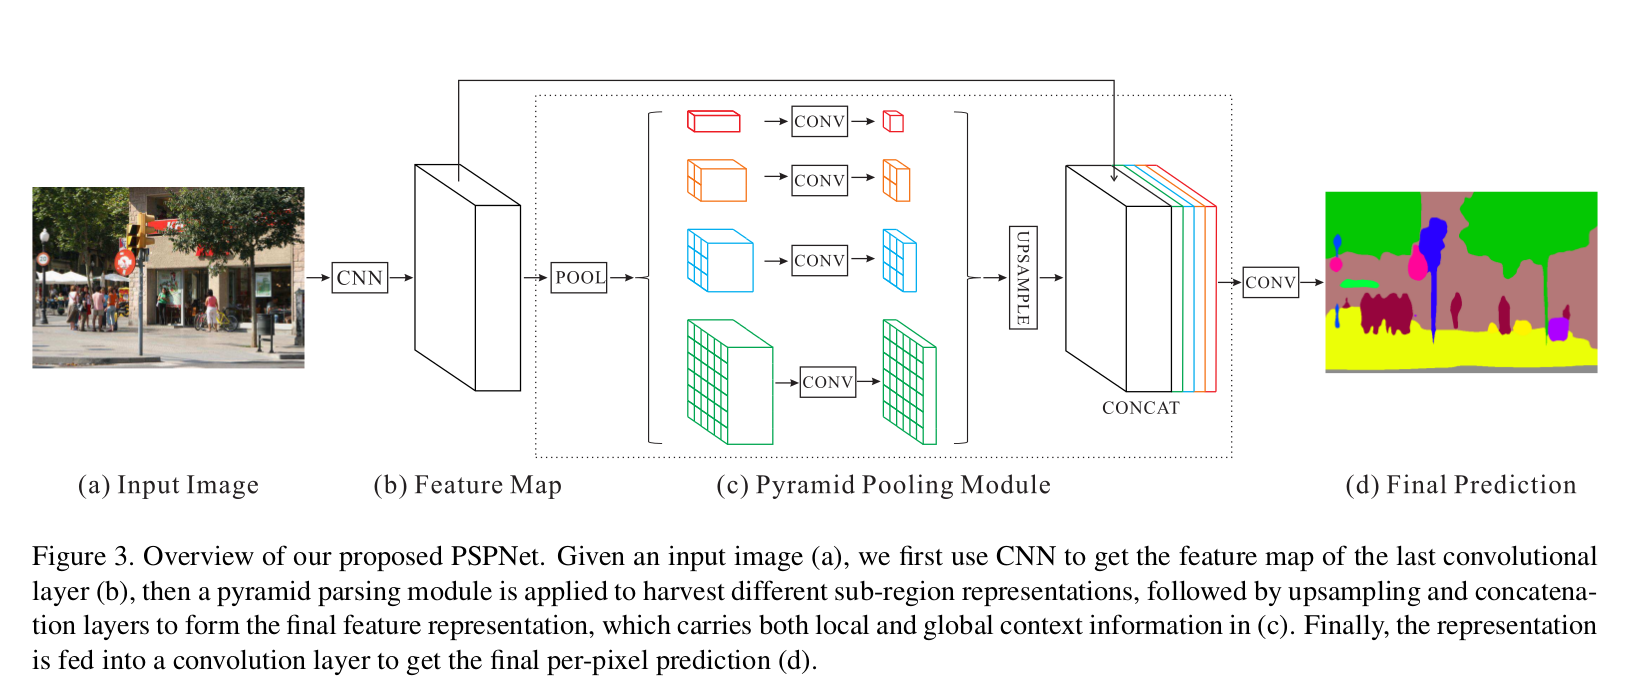 CNN
POOL
CONV
CONV
CONV
CONV
UPSAMPLE
CONCAT
CONV
(a) Input Image
(b) Feature Map
(c) Pyramid Pooling Module
(d) Final Prediction
Figure 3. Overview of our proposed PSPNet. Given an input image (a), we first use CNN to get the feature map of the last convolutional
layer (b), then a pyramid parsing module is applied to harvest different sub-region representations, followed by upsampling and concatena-
tion layers to form the final feature representation, which carries both local and global context information in (c). Finally, the representation
is fed into a convolution layer to get the final per-pixel prediction (d).